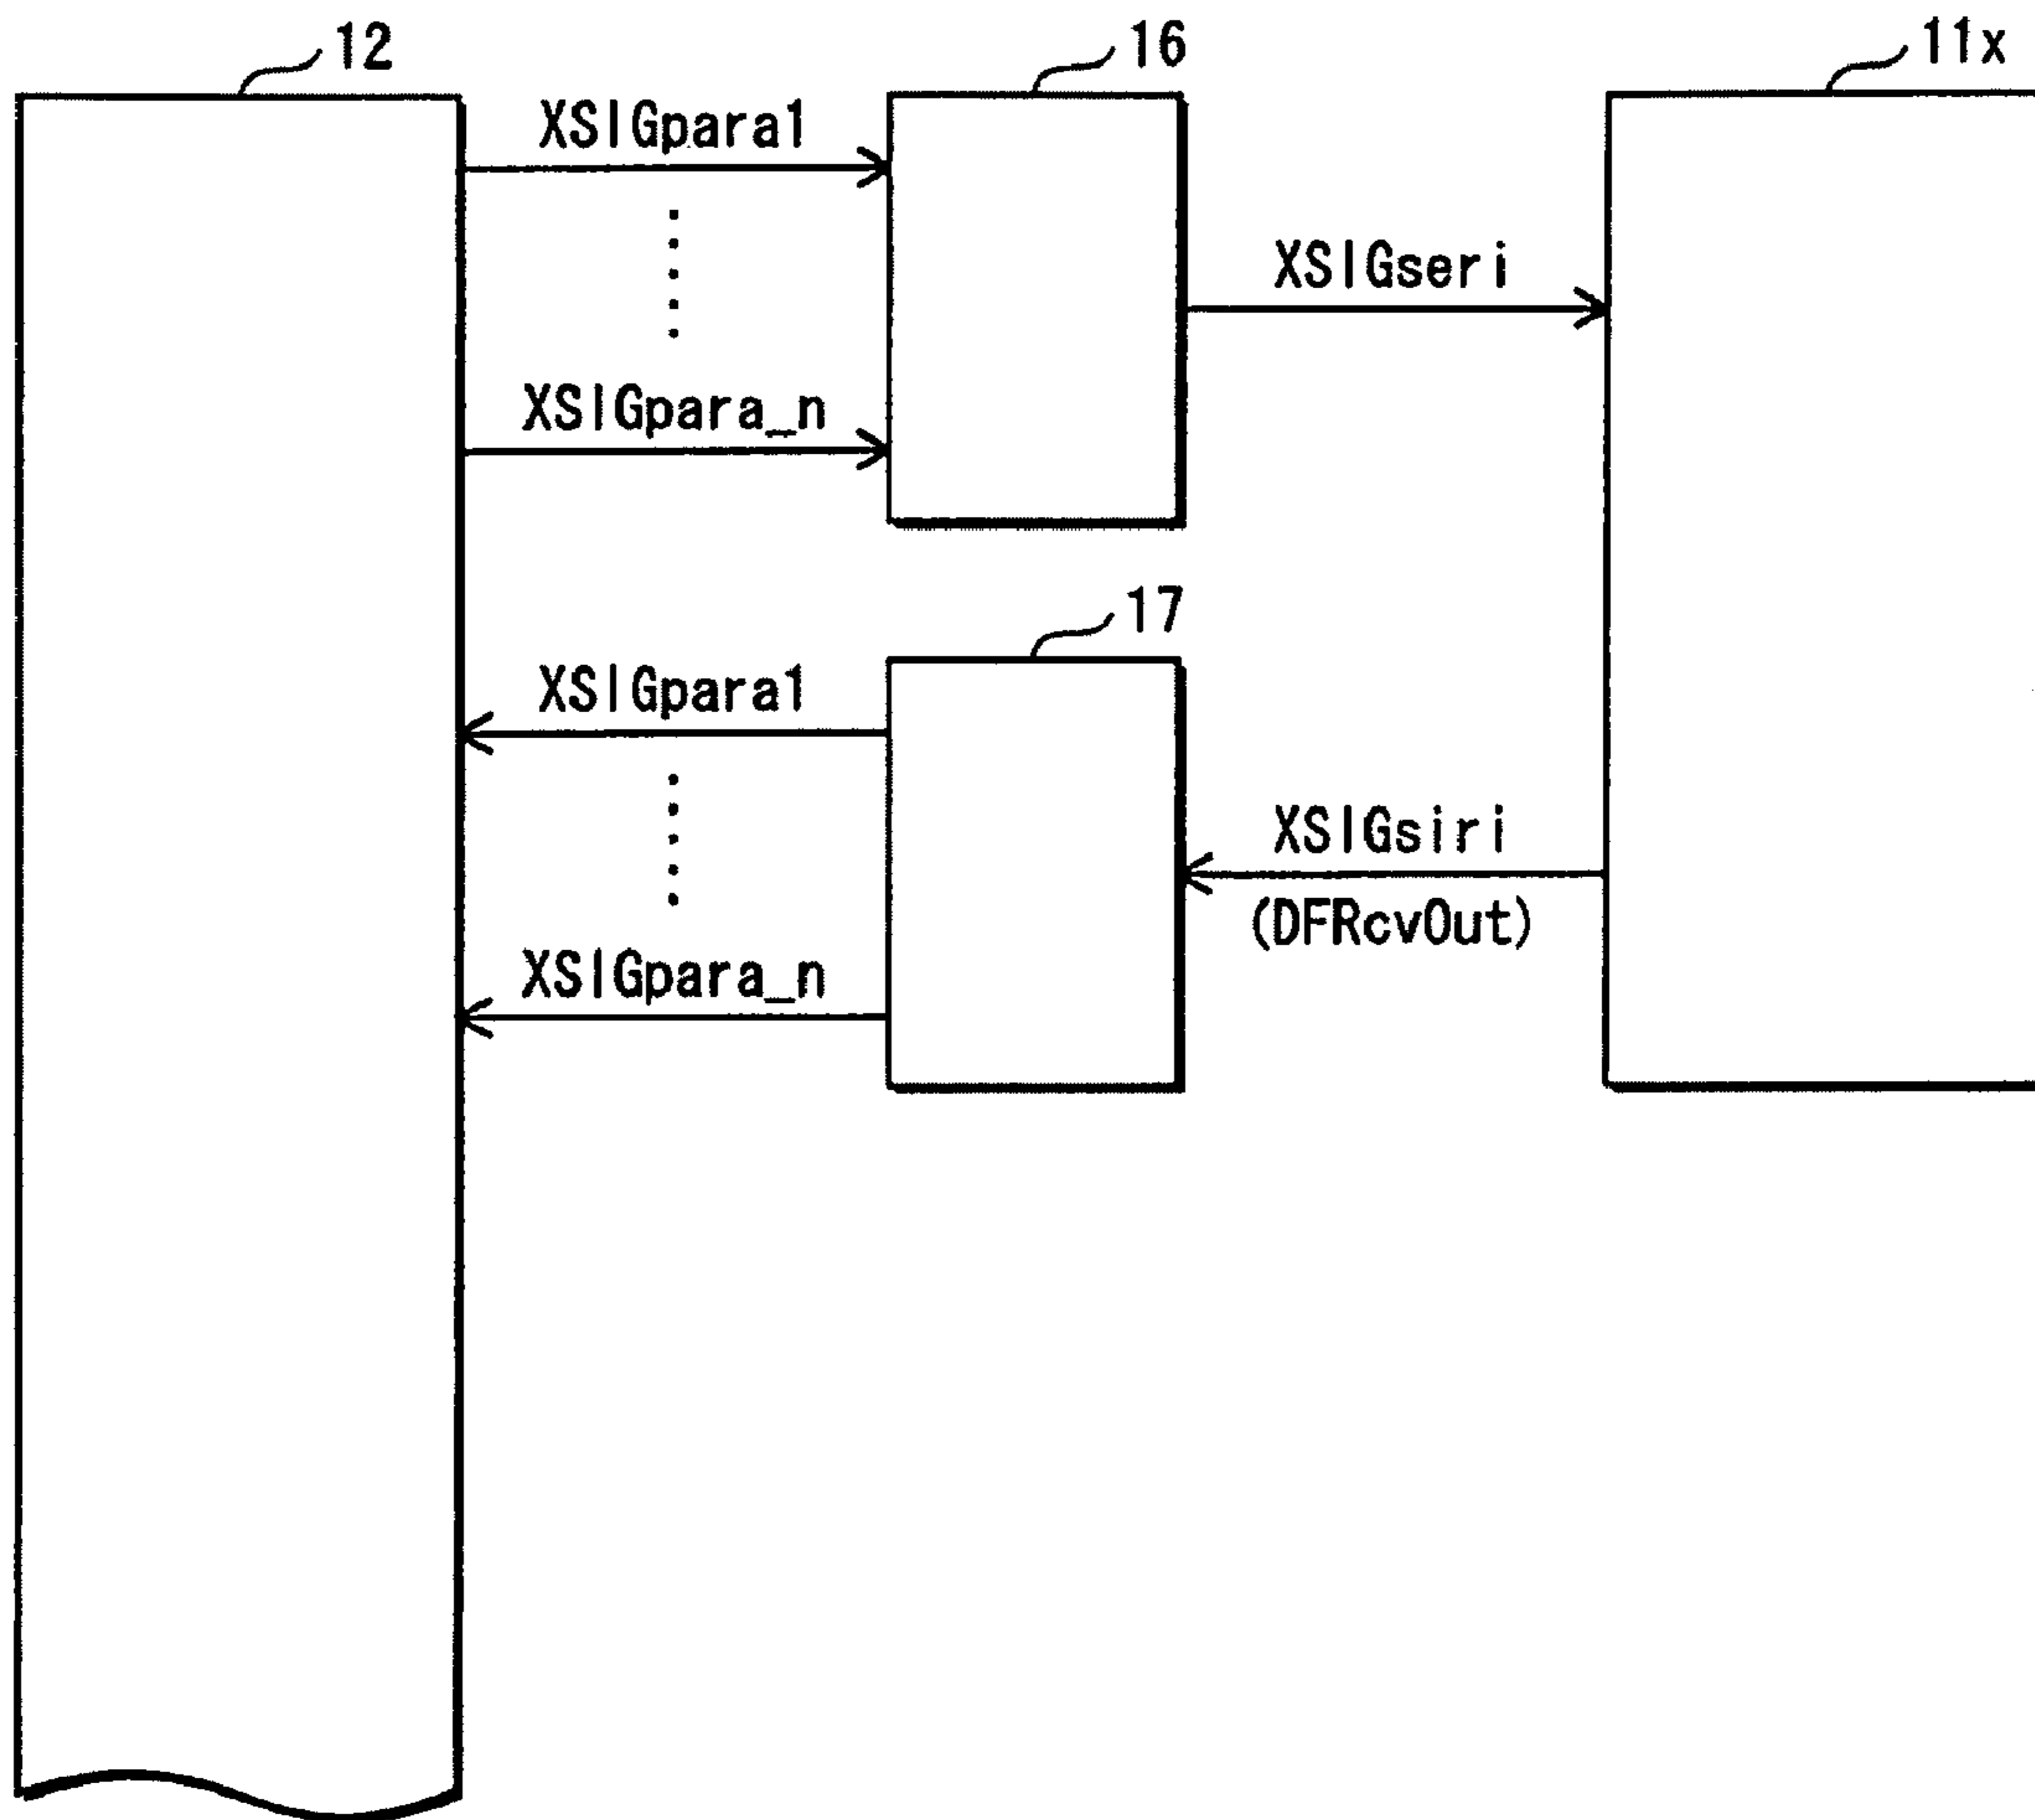 12
16
11x
XSIGpara1
XSIGseri
XSIGpara_n
17
XSIGpara1
XSIGsiri
(DFRcvOut)
XSIGpara_n